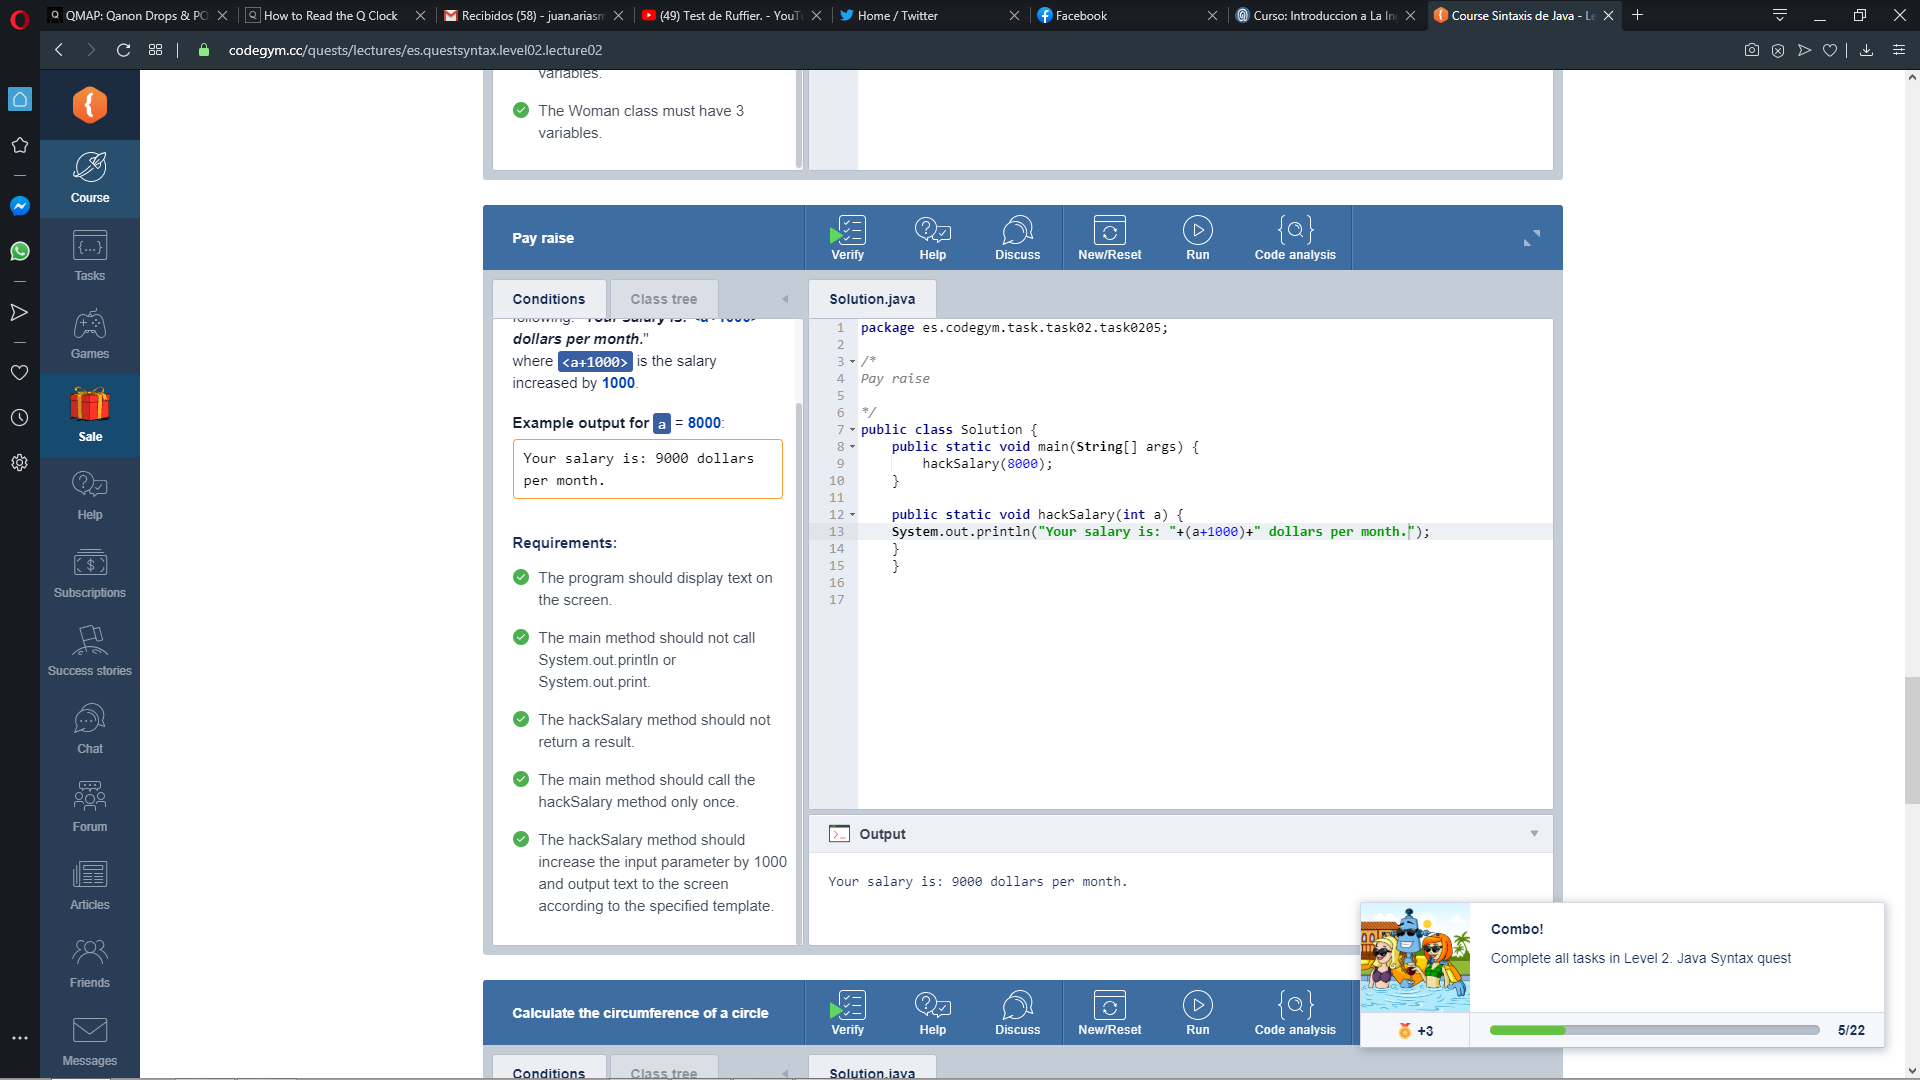 QMAP: Qanon Drops & PO
How to Read the Q Clock
Recibidos (58) - juan.ariasm
(49) Test de Ruffier. - YouT
Home / Twitter
Facebook
Curso: Introduccion a La In
Course Sintaxis de Java - Le
codegym.cc/quests/lectures/es.questsyntax.level02.lecture02
Course
{...}
Tasks
Games
Sale
Help
Subscriptions
Success stories
Chat
Forum
Articles
Friends
Messages
variables.
The Woman class must have 3
variables.
Pay raise
Verify
Help
Discuss
New/Reset
Run
Code analysis
Conditions
Class tree
Solution.java
following: "Your salary is: <a+1000>
dollars per month."
where <a+1000> is the salary
increased by 1000.
Example output for a = 8000:
Your salary is: 9000 dollars
per month.
Requirements:
The program should display text on
the screen.
The main method should not call
System.out.println or
System.out.print.
The hackSalary method should not
return a result.
The main method should call the
hackSalary method only once.
The hackSalary method should
increase the input parameter by 1000
and output text to the screen
according to the specified template.
1 package es.codegym.task.task02.task0205;
2
3 /*
4 Pay raise
5
6 */
7 public class Solution {
8 public static void main(String[] args) {
9 hackSalary(8000);
10 }
11
12 public static void hackSalary(int a) {
13 System.out.println("Your salary is: "+(a+1000)+" dollars per month.");
14 }
15 }
16
17
Output
Your salary is: 9000 dollars per month.
Combo!
Complete all tasks in Level 2. Java Syntax quest
+3
5/22
Calculate the circumference of a circle
Verify
Help
Discuss
New/Reset
Run
Code analysis
Conditions
Class tree
Solution.java